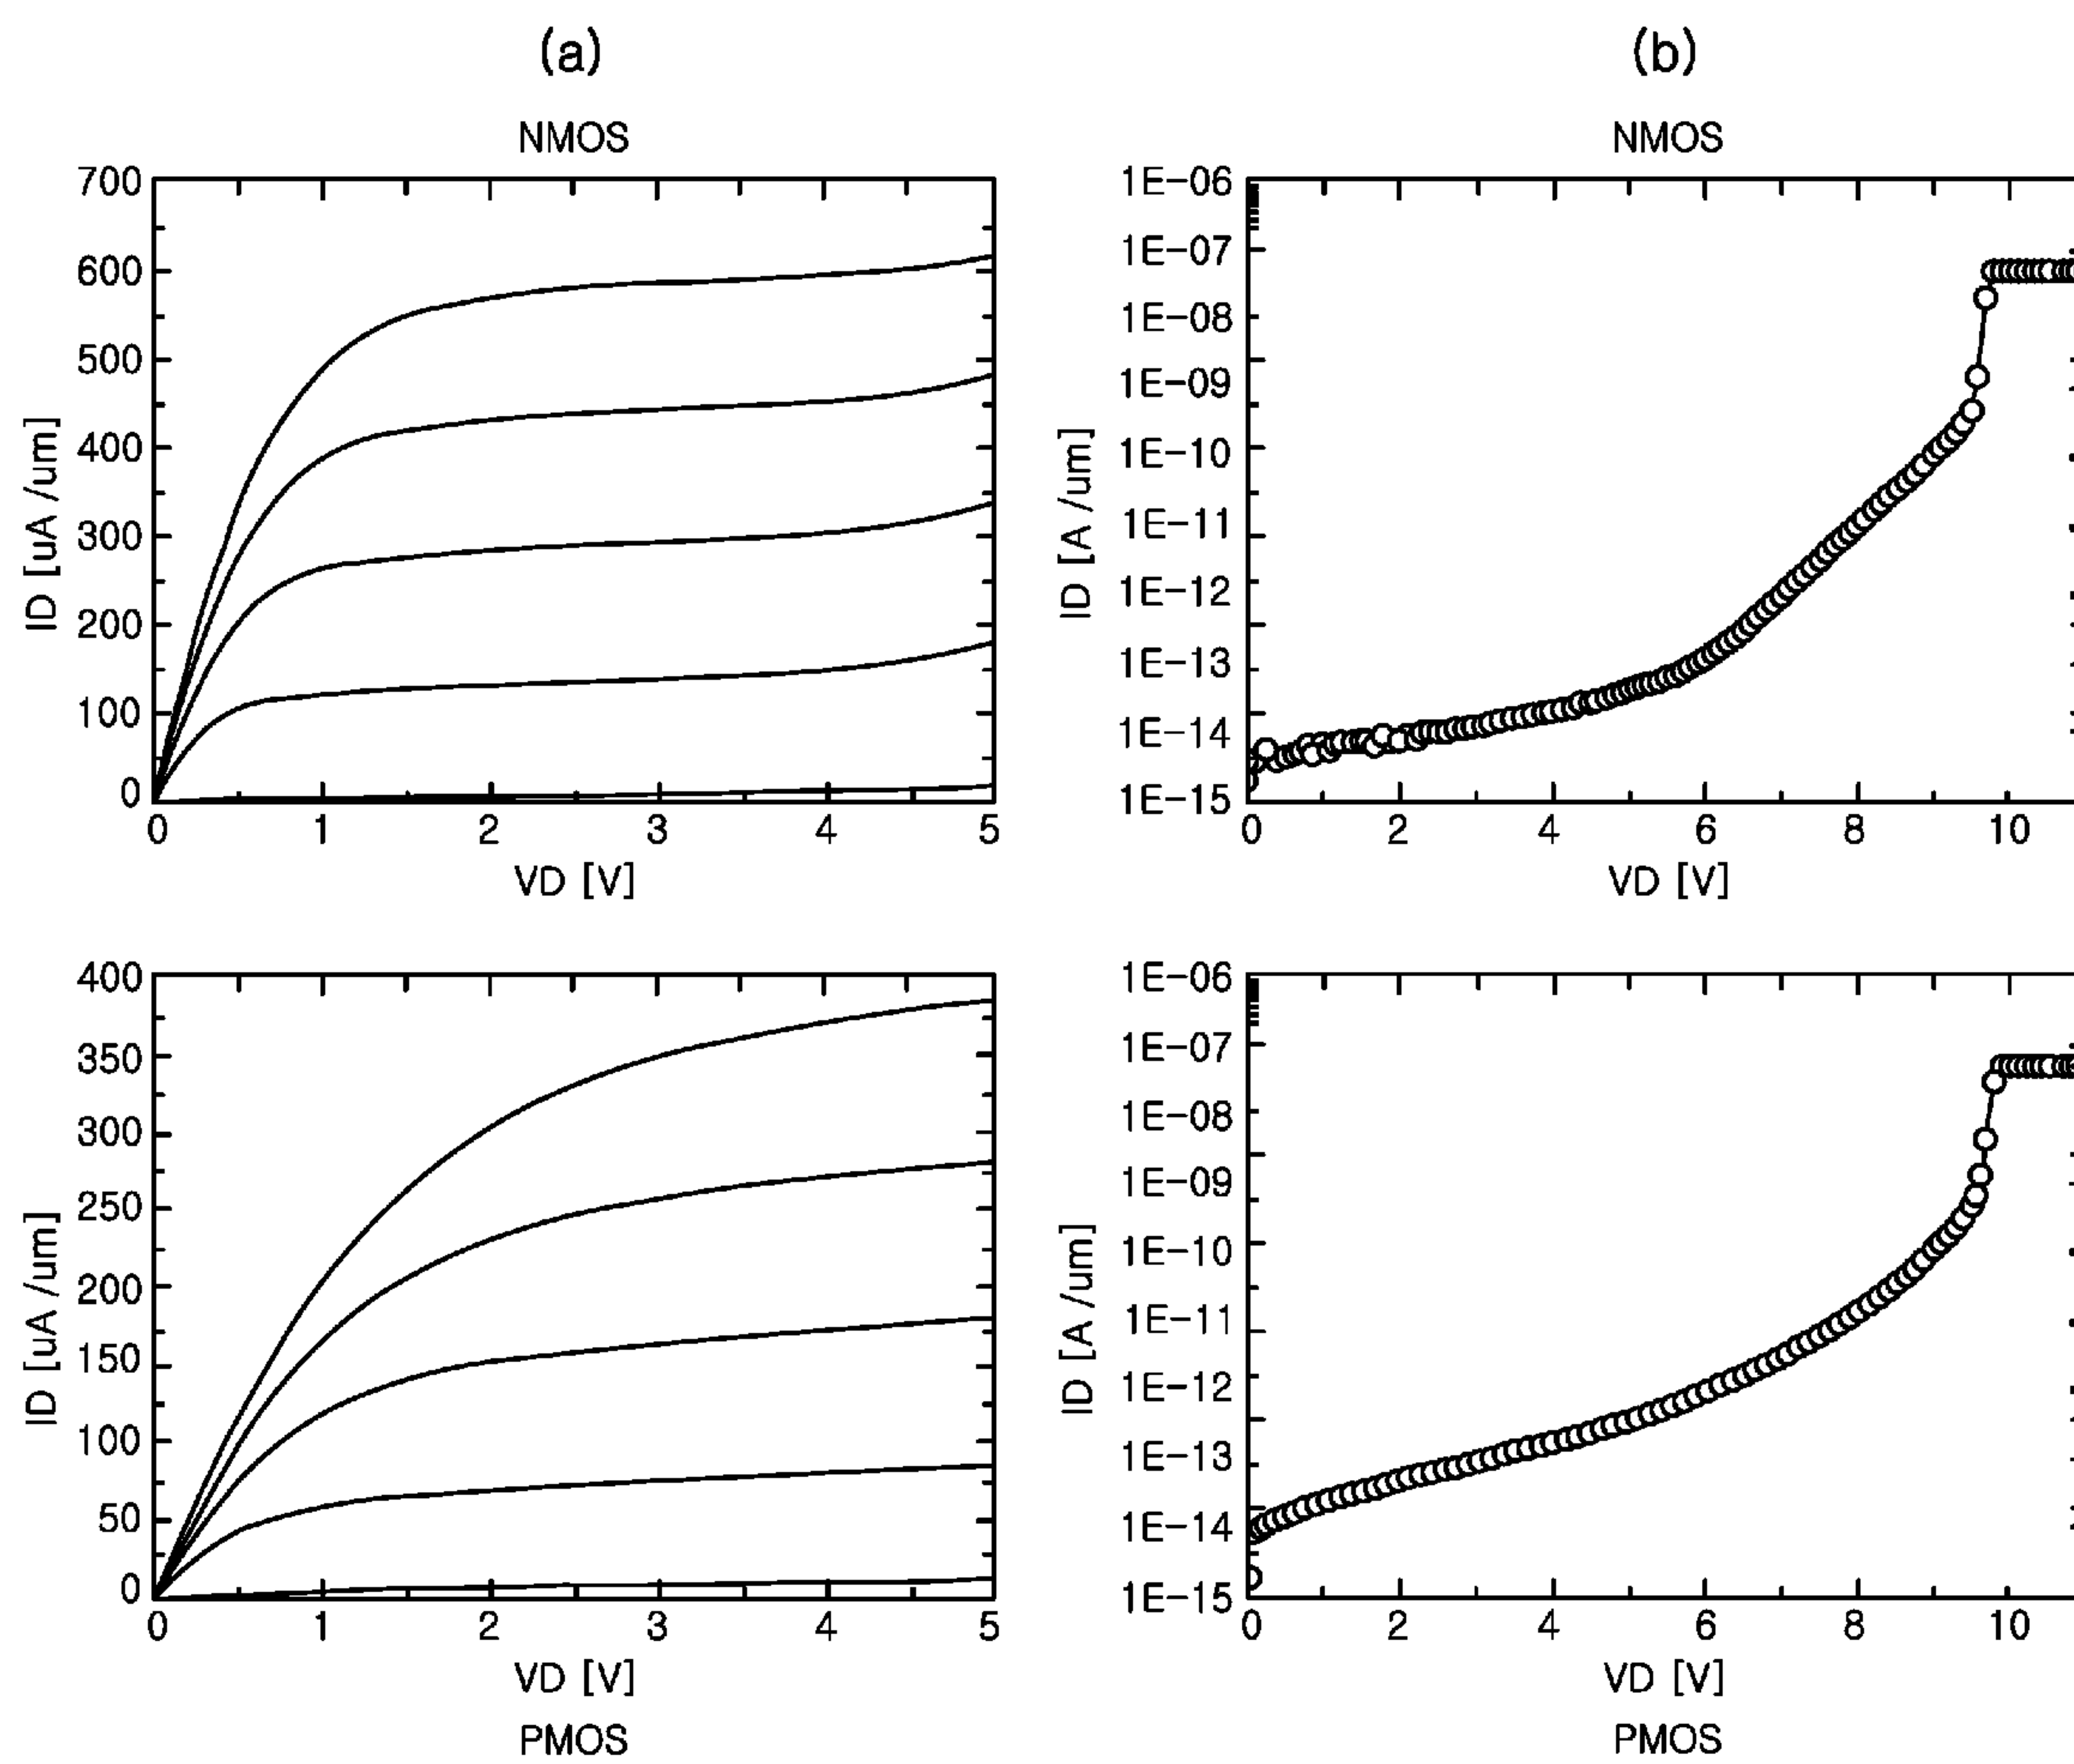 (a)
NMOS
700
600
500
400
300
200
100
0
ID [uA /um]
0 1 2 3 4 5
VD [V]
(b)
NMOS
1E-06
1E-07
1E-08
1E-09
1E-10
1E-11
1E-12
1E-13
1E-14
1E-15
ID [A /um]
0 2 4 6 8 10
VD [V]
400
350
300
250
200
150
100
50
0
ID [uA /um]
0 1 2 3 4 5
VD [V]
PMOS
1E-06
1E-07
1E-08
1E-09
1E-10
1E-11
1E-12
1E-13
1E-14
1E-15
ID [A /um]
0 2 4 6 8 10
VD [V]
PMOS